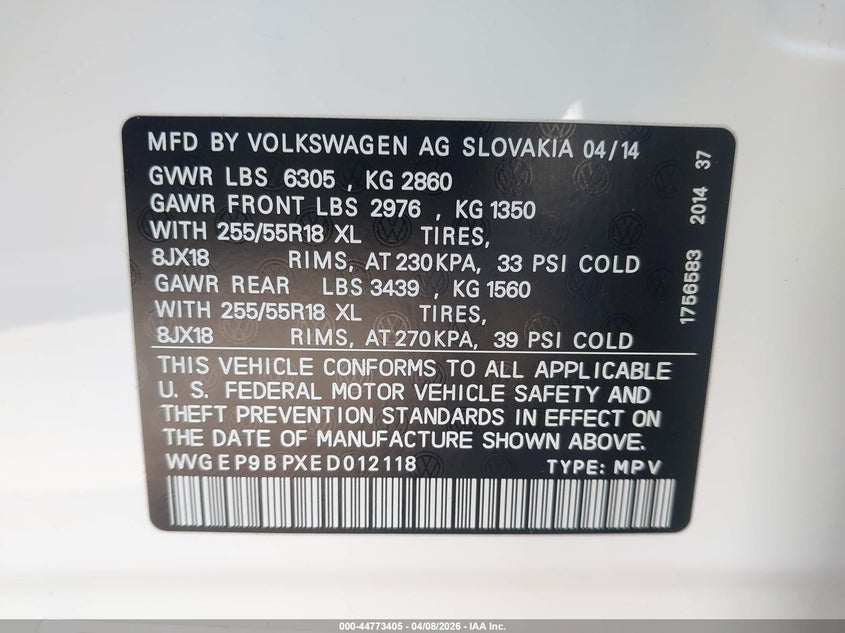 MFD BY VOLKSWAGEN AG SLOVAKIA 04/14
GVWR LBS 6305 , KG 2860
GAWR FRONT LBS 2976 , KG 1350
WITH 255/55R18 XL TIRES,
8JX18 RIMS, AT 230KPA, 33 PSI COLD
GAWR REAR LBS 3439 , KG 1560
WITH 255/55R18 XL TIRES,
8JX18 RIMS, AT 270KPA, 39 PSI COLD
THIS VEHICLE CONFORMS TO ALL APPLICABLE
U. S. FEDERAL MOTOR VEHICLE SAFETY AND
THEFT PREVENTION STANDARDS IN EFFECT ON
THE DATE OF MANUFACTURE SHOWN ABOVE.
WVGEP9BPXED012118 TYPE: MPV
1756583 2014 37
000-44773405 - 04/08/2026 - IAA Inc.